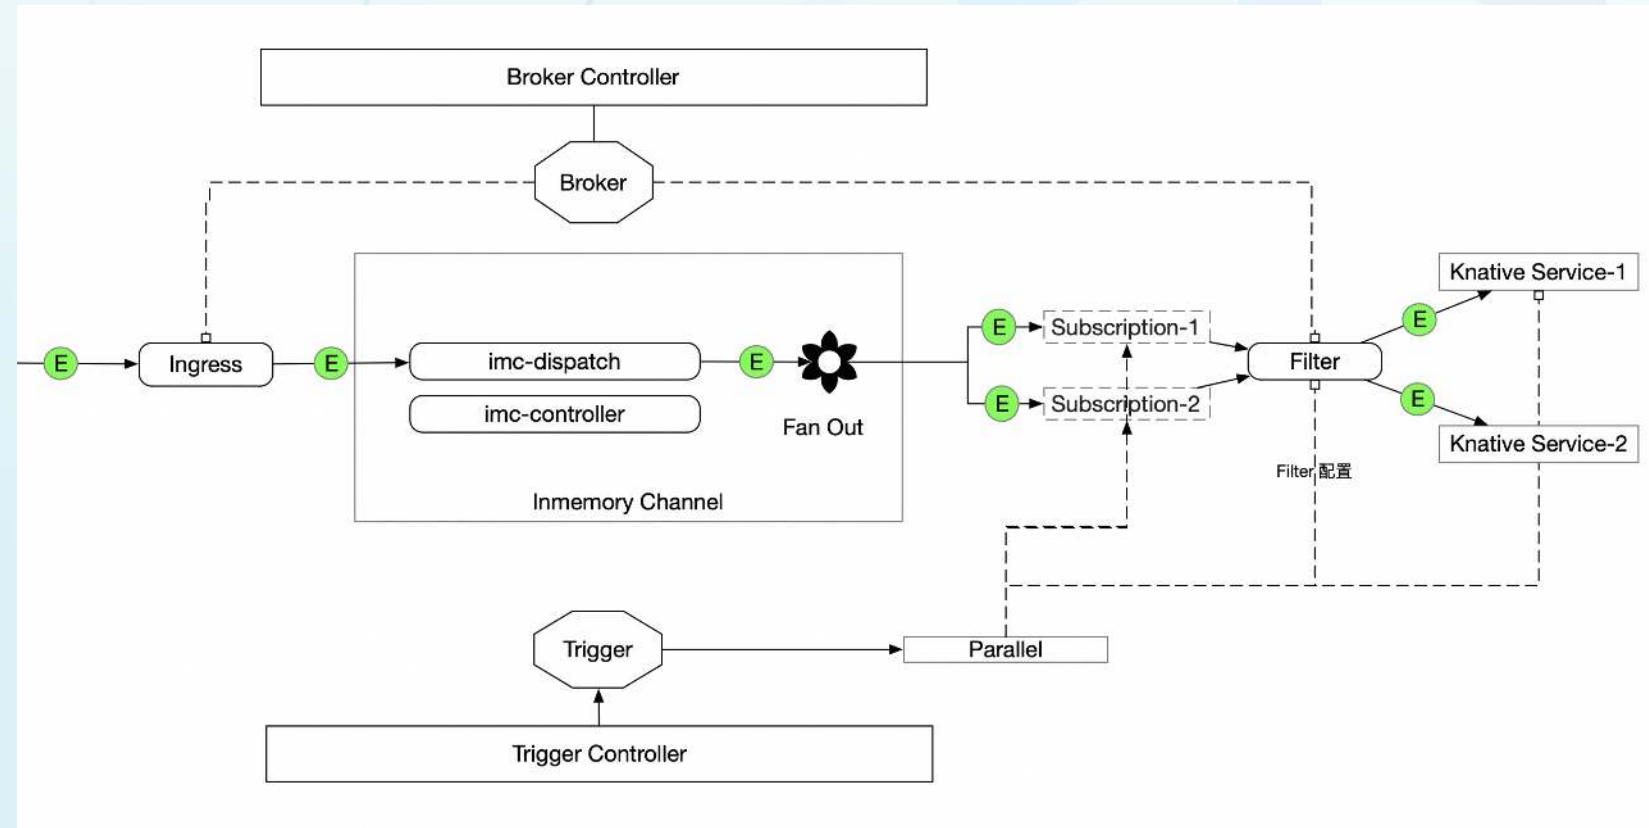 Broker Controller
Broker
Knative Service-1
E
E
E
Subscription-1
E
Ingress
E
imc-dispatch
E
Filter
imc-controller
Fan Out
E
Subscription-2
E
Knative Service-2
Filter 配置
Inmemory Channel
Trigger
Parallel
Trigger Controller